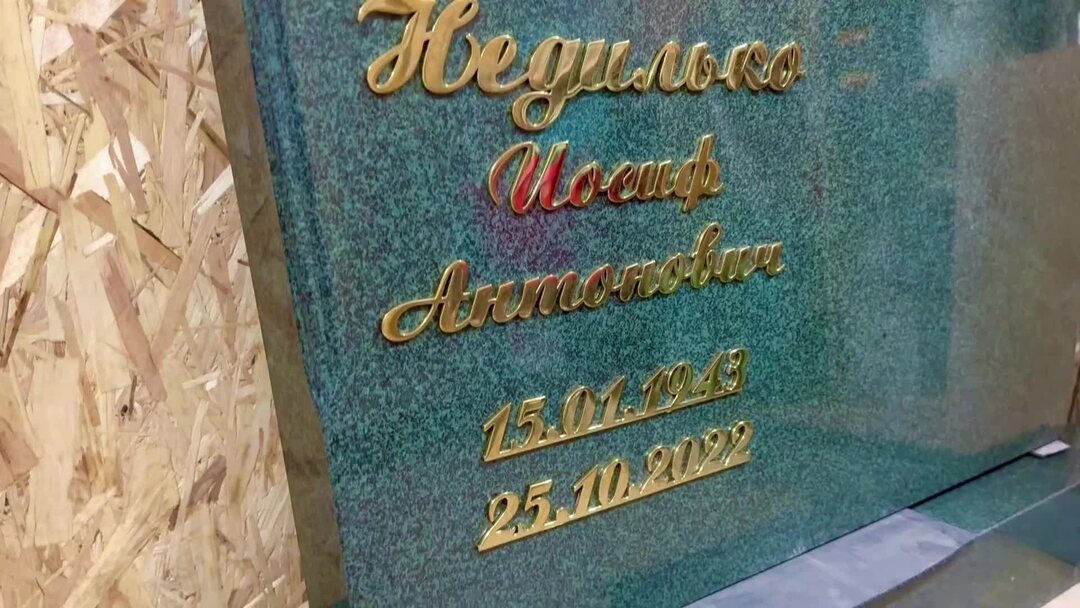 Недилько
Иосиф
Антонович
15.01.1943
25.10.2022